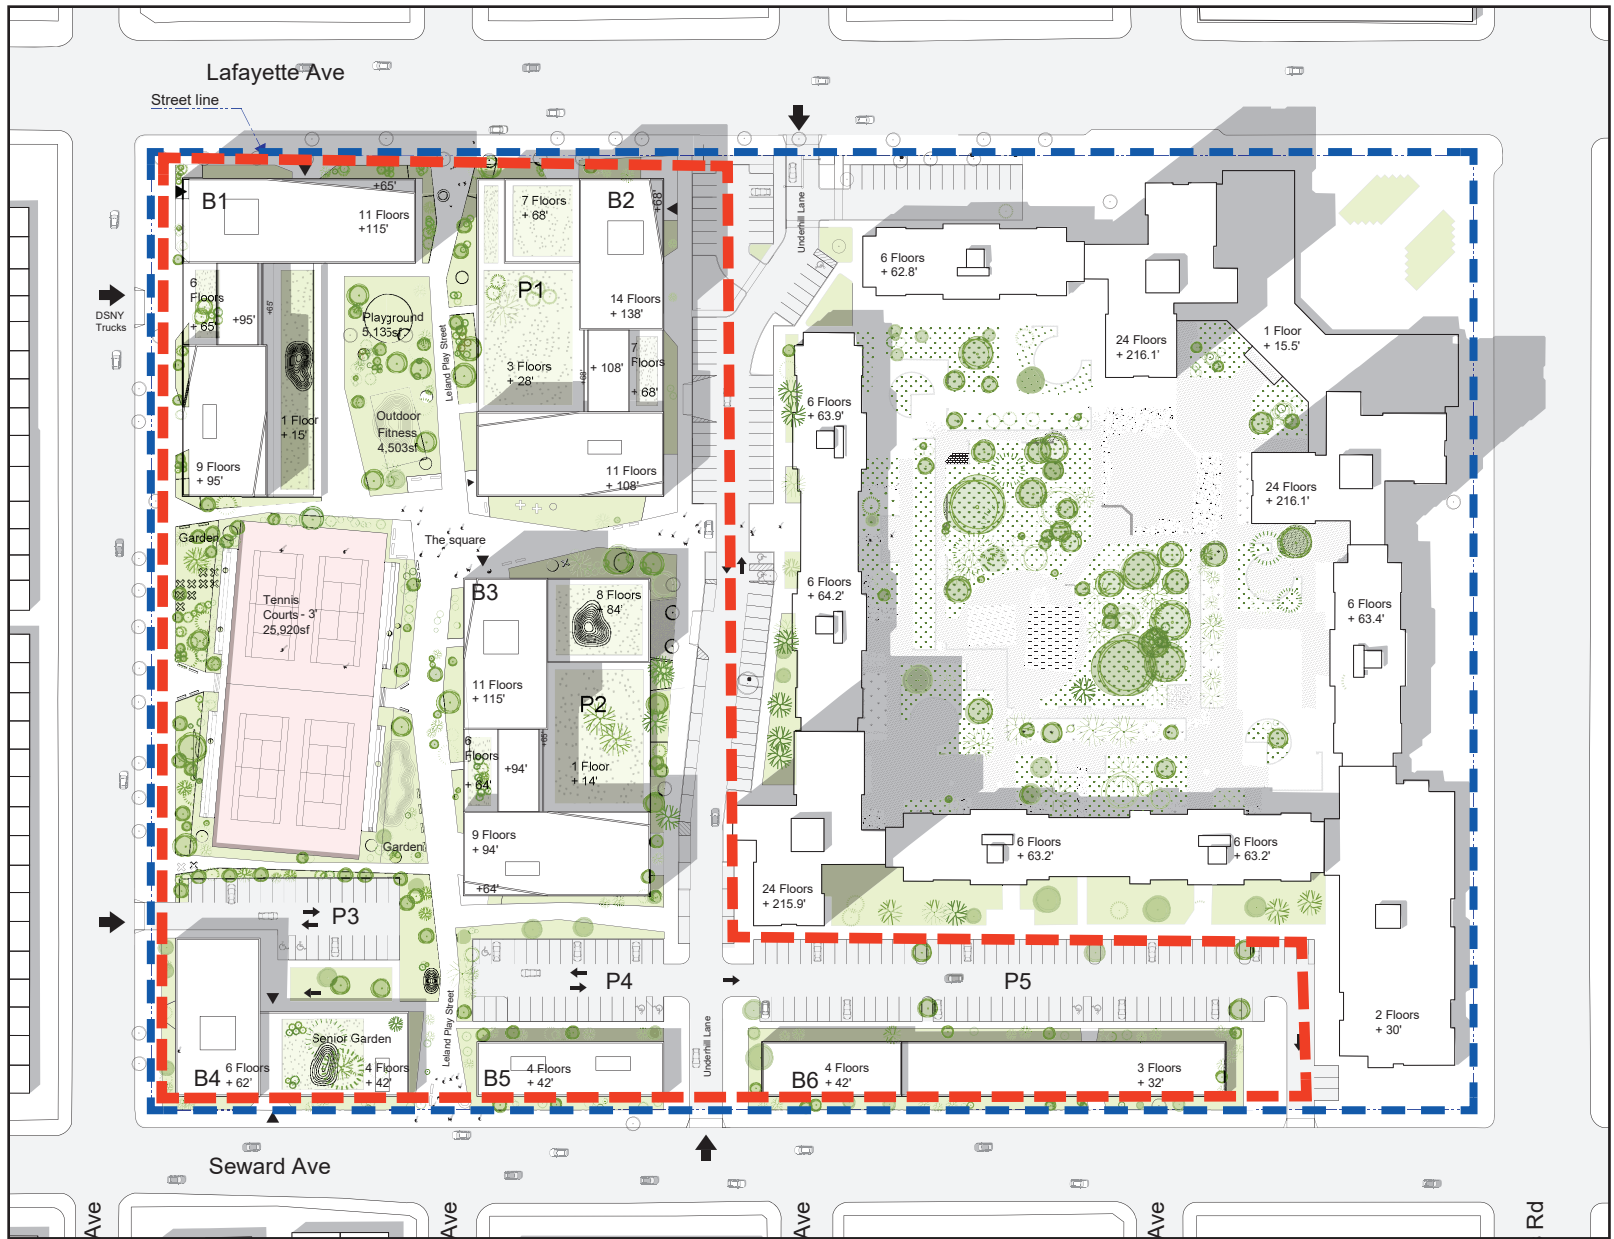 Lafayette Ave
Street line
B1
+65'
11 Floors
+115'
7 Floors
+ 68'
B2
+68'
Underhill Lane
6 Floors
+ 62.8'
DSNY
Trucks
6
Floors
+ 65'
+95'
+65'
Playground
5,135sf
Leland Play Street
P1
14 Floors
+ 138'
3 Floors
+ 28'
+68'
+ 108'
7
Floors
+ 68'
24 Floors
+ 216.1'
1 Floor
+ 15.5'
1 Floor
+ 15'
Outdoor
Fitness
4,503sf
6 Floors
+ 63.9'
9 Floors
+ 95'
11 Floors
+ 108'
24 Floors
+ 216.1'
Garden
The square
B3
8 Floors
+ 84'
6 Floors
+ 64.2'
Tennis
Courts - 3'
25,920sf
6 Floors
+ 63.4'
11 Floors
+ 115'
P2
6
Floors
+ 64'
+94'
+65'
1 Floor
+ 14'
Garden
9 Floors
+ 94'
+64'
6 Floors
+ 63.2'
6 Floors
+ 63.2'
24 Floors
+ 215.9'
P3
P4
P5
Leland Play Street
Underhill Lane
2 Floors
+ 30'
Senior Garden
B4
6 Floors
+ 62'
4 Floors
+ 42'
B5
4 Floors
+ 42'
B6
4 Floors
+ 42'
3 Floors
+ 32'
Seward Ave
Ave
Ave
Ave
Ave
Rd